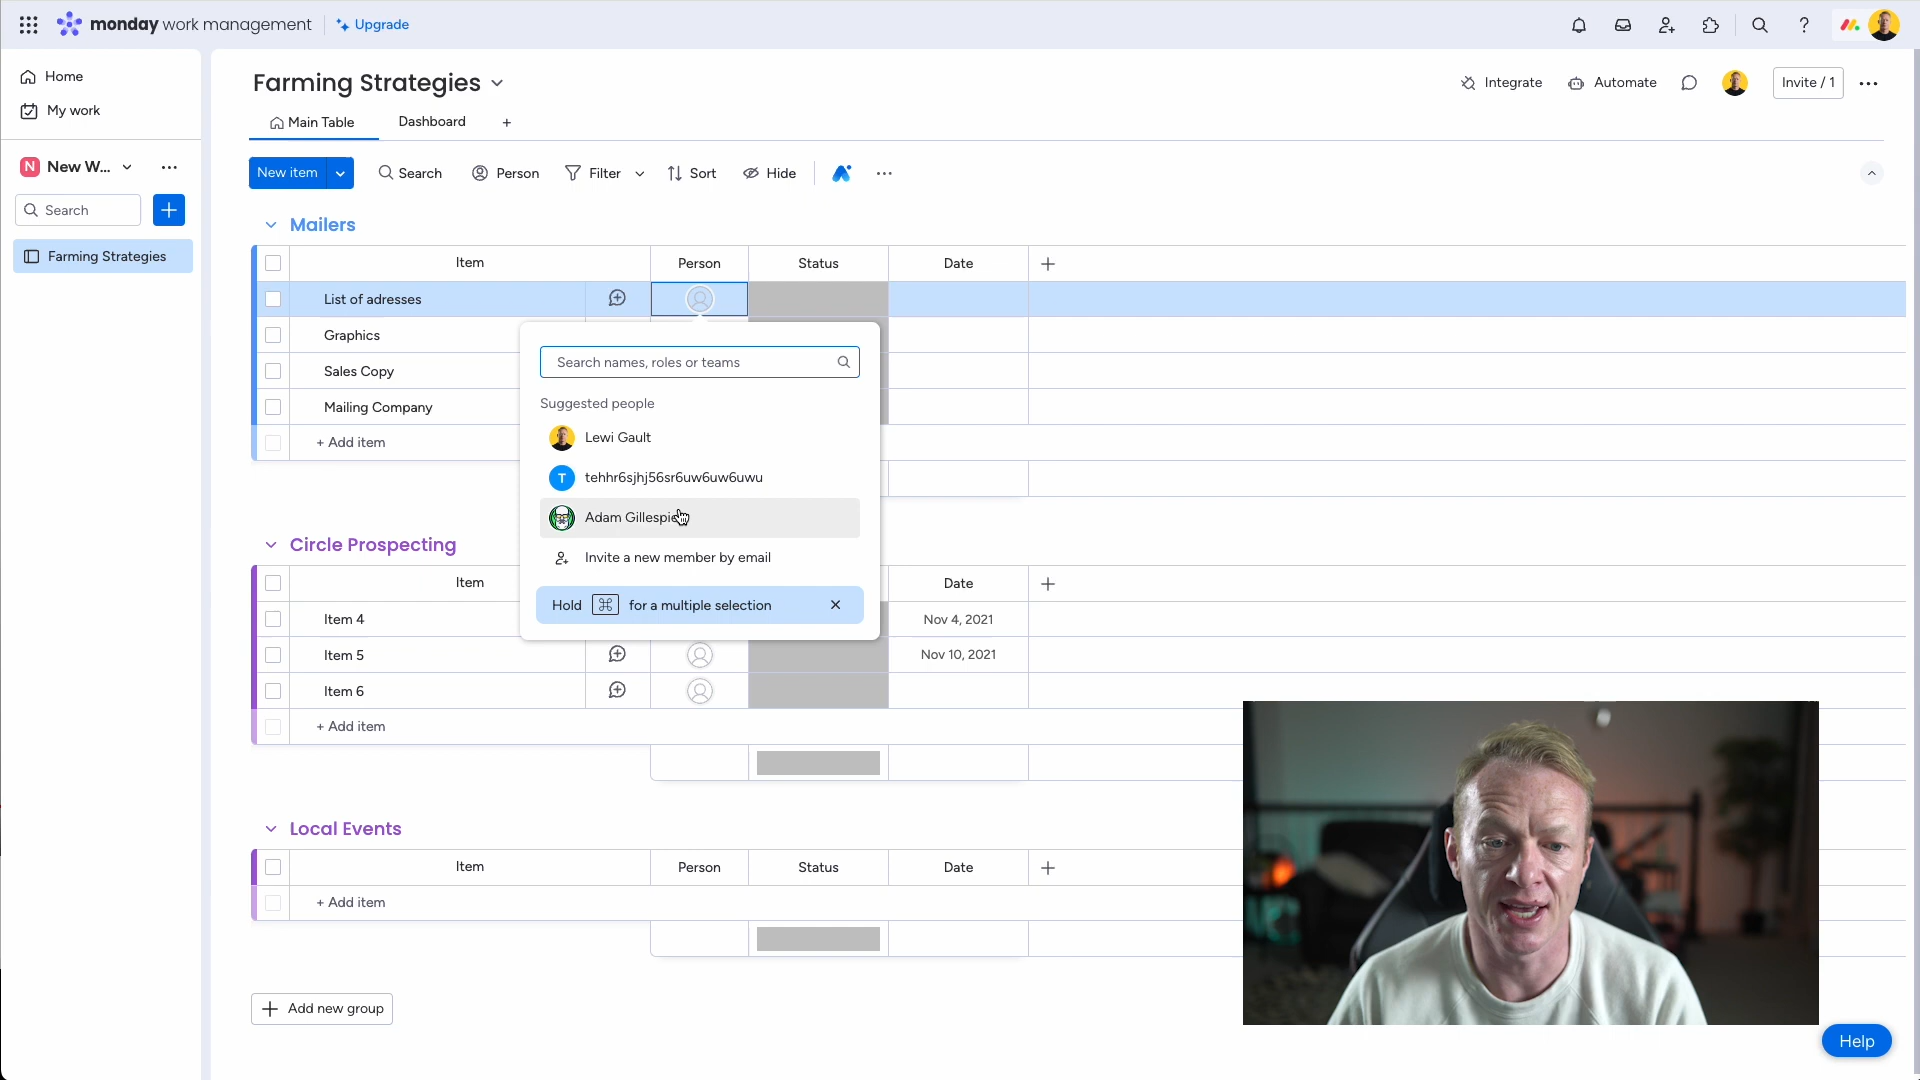 monday work management
Upgrade
Home
My work
N New W...
Search
Farming Strategies
Farming Strategies
Integrate
Automate
Invite / 1
Main Table
Dashboard
New item
Search
Person
Filter
Sort
Hide
Mailers
Item Person Status Date
List of adresses
Graphics
Sales Copy
Mailing Company
+ Add item
Search names, roles or teams
Suggested people
Lewi Gault
T tehhr6sjhj56sr6uw6uw6uwu
Adam Gillespie
Invite a new member by email
Hold ⌘ for a multiple selection
Circle Prospecting
Item Date
Item 4 Nov 4, 2021
Item 5 Nov 10, 2021
Item 6
+ Add item
Local Events
Item Person Status Date
+ Add item
Add new group
Help